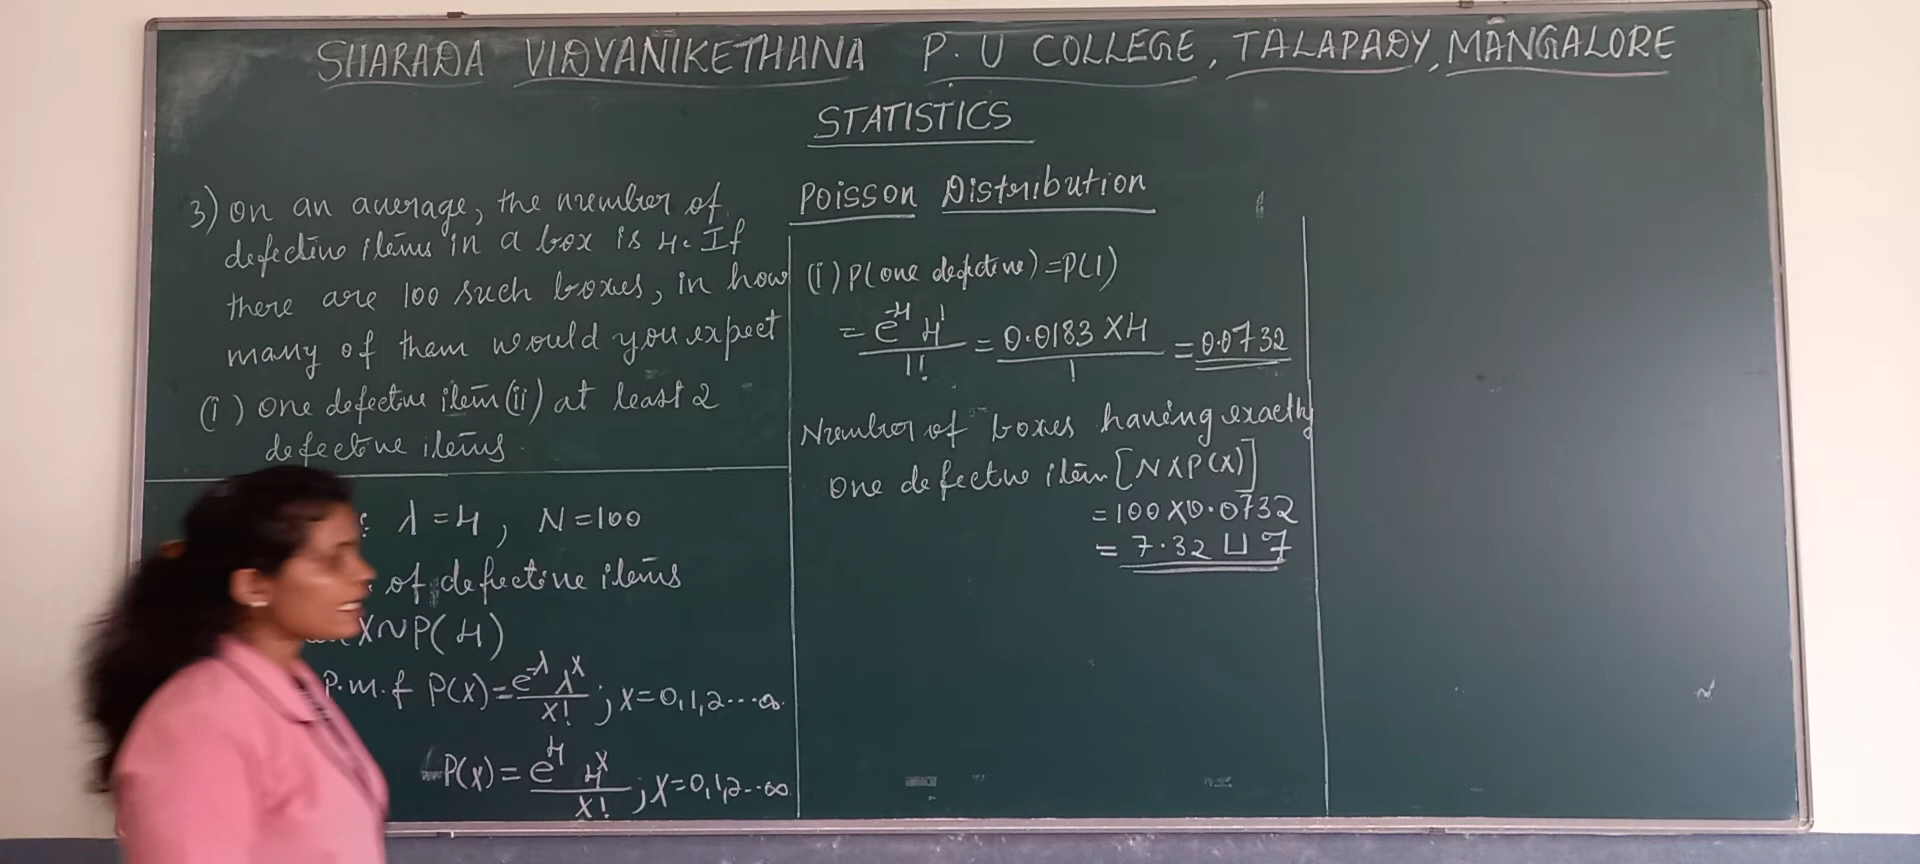 SHARADA VIDYANIKETHANA P. U COLLEGE, TALAPADY, MANGALORE
STATISTICS
Poisson Distribution
3) On an average, the number of
defective items in a box is 4. If
there are 100 such boxes, in how
many of them would you expect
(i) One defective item (ii) at least 2
defective items.
: λ = 4, N = 100
of defective items
X ~ P(4)
P.m.f P(x) = e^-λ λ^x / x! ; x = 0, 1, 2 --- ∞.
P(x) = e^4 4^x / x! ; x = 0, 1, 2 --- ∞.
(i) P(one defective) = P(1)
= e^-4 4^1 / 1! = 0.0183 X 4 / 1 = 0.0732
Number of boxes having exactly
One defective item [N X P(x)]
= 100 X 0.0732
= 7.32 ⊔ 7